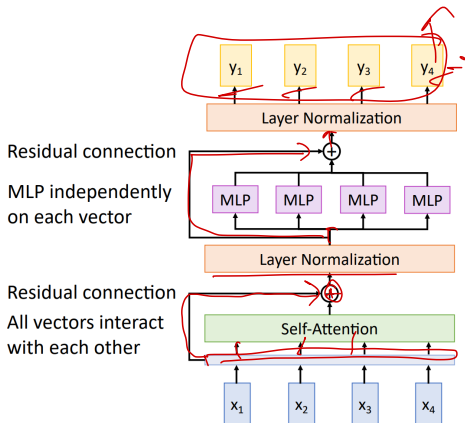 y1 y2 y3 y4
Layer Normalization
Residual connection
+
MLP independently
on each vector
MLP MLP MLP MLP
Layer Normalization
Residual connection
+
All vectors interact
with each other
Self-Attention
x1 x2 x3 x4